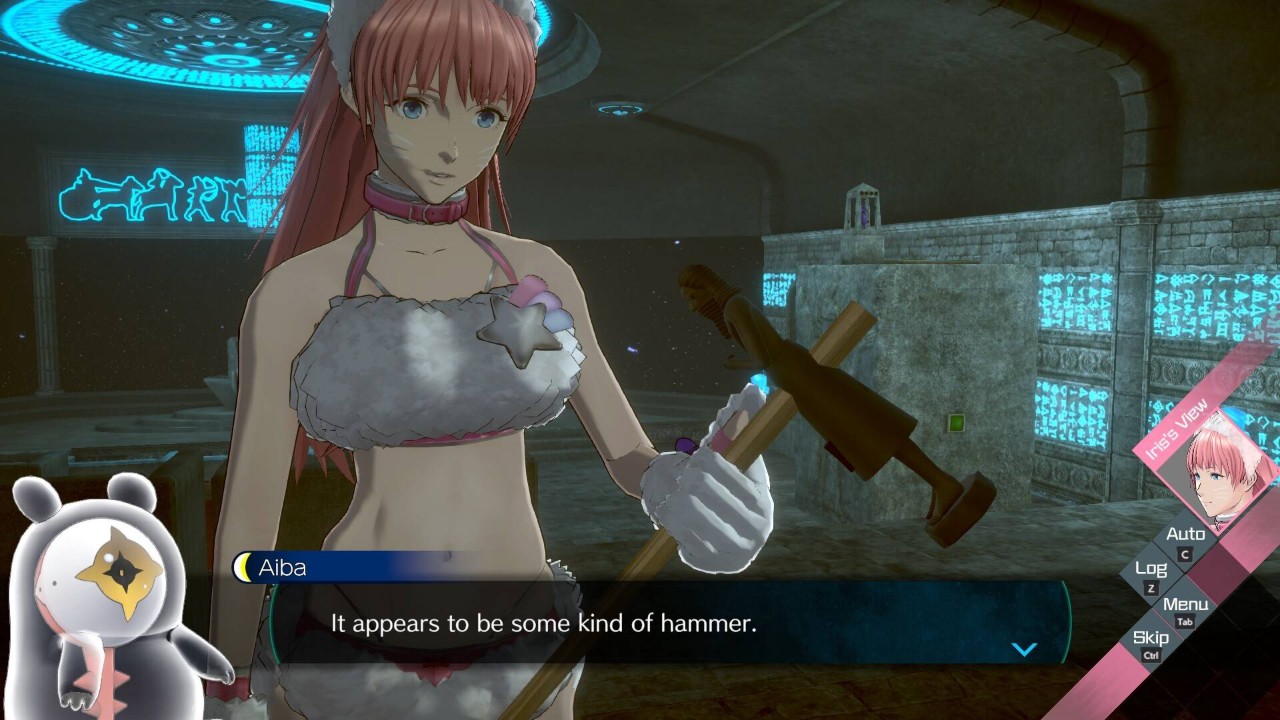 Iris's View
Auto
C
Log
Z
Menu
Tab
Skip
Ctrl
Aiba
It appears to be some kind of hammer.